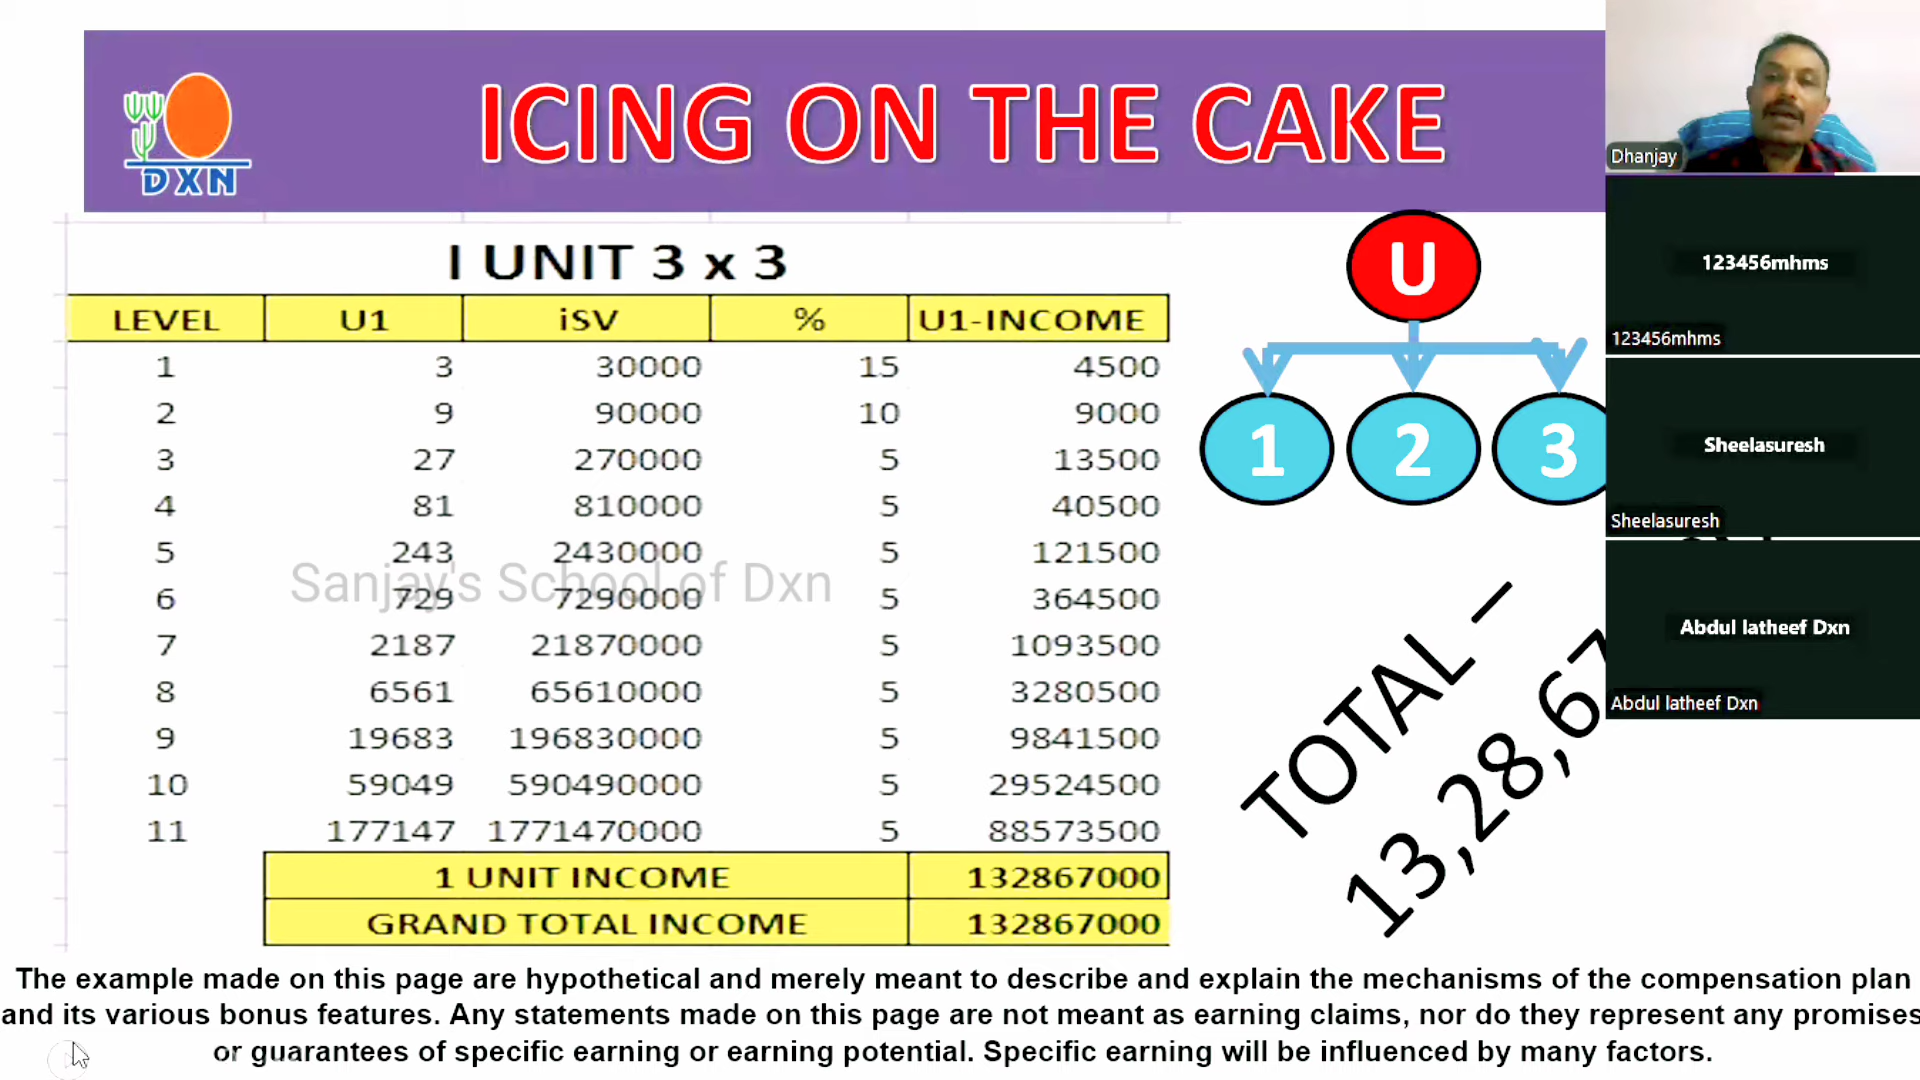 DXN
ICING ON THE CAKE
I UNIT 3 x 3
LEVEL U1 iSV % U1-INCOME
1 3 30000 15 4500
2 9 90000 10 9000
3 27 270000 5 13500
4 81 810000 5 40500
5 243 2430000 5 121500
6 729 7290000 5 364500
7 2187 21870000 5 1093500
8 6561 65610000 5 3280500
9 19683 196830000 5 9841500
10 59049 590490000 5 29524500
11 177147 1771470000 5 88573500
1 UNIT INCOME 132867000
GRAND TOTAL INCOME 132867000
Sanjay's School of Dxn
U
1 2 3
TOTAL –
13,28,67
Dhanjay
123456mhms
123456mhms
Sheelasuresh
Sheelasuresh
Abdul latheef Dxn
Abdul latheef Dxn
The example made on this page are hypothetical and merely meant to describe and explain the mechanisms of the compensation plan
and its various bonus features. Any statements made on this page are not meant as earning claims, nor do they represent any promises
or guarantees of specific earning or earning potential. Specific earning will be influenced by many factors.